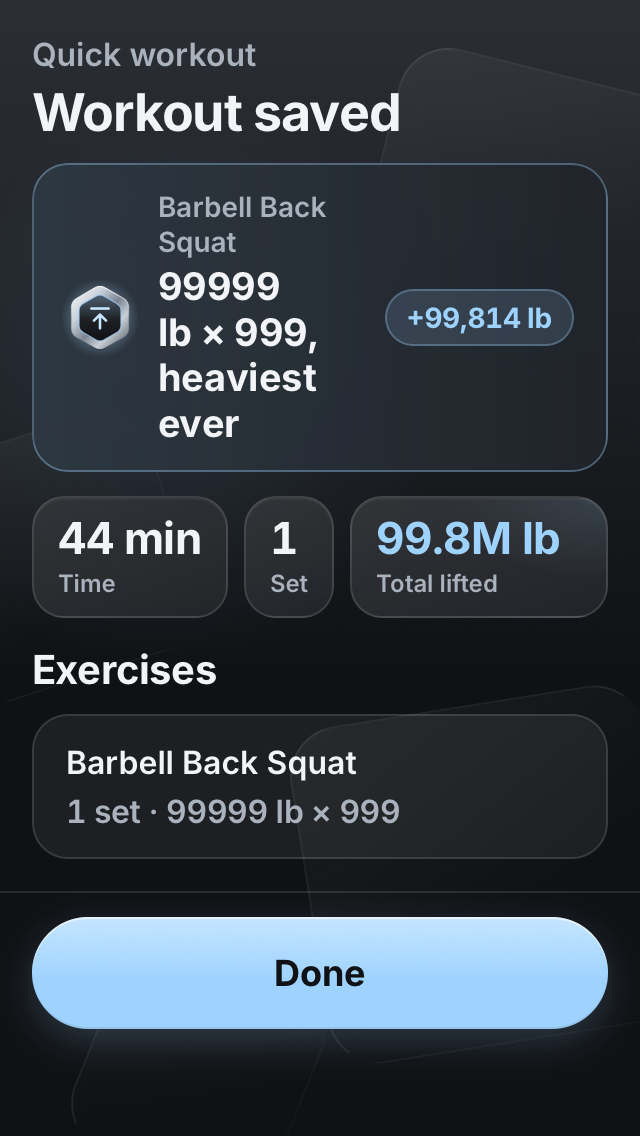 Quick workout
Workout saved
Barbell Back
Squat
99999
lb × 999,
heaviest
ever
+99,814 lb
44 min
Time
1
Set
99.8M lb
Total lifted
Exercises
Barbell Back Squat
1 set · 99999 lb × 999
Done